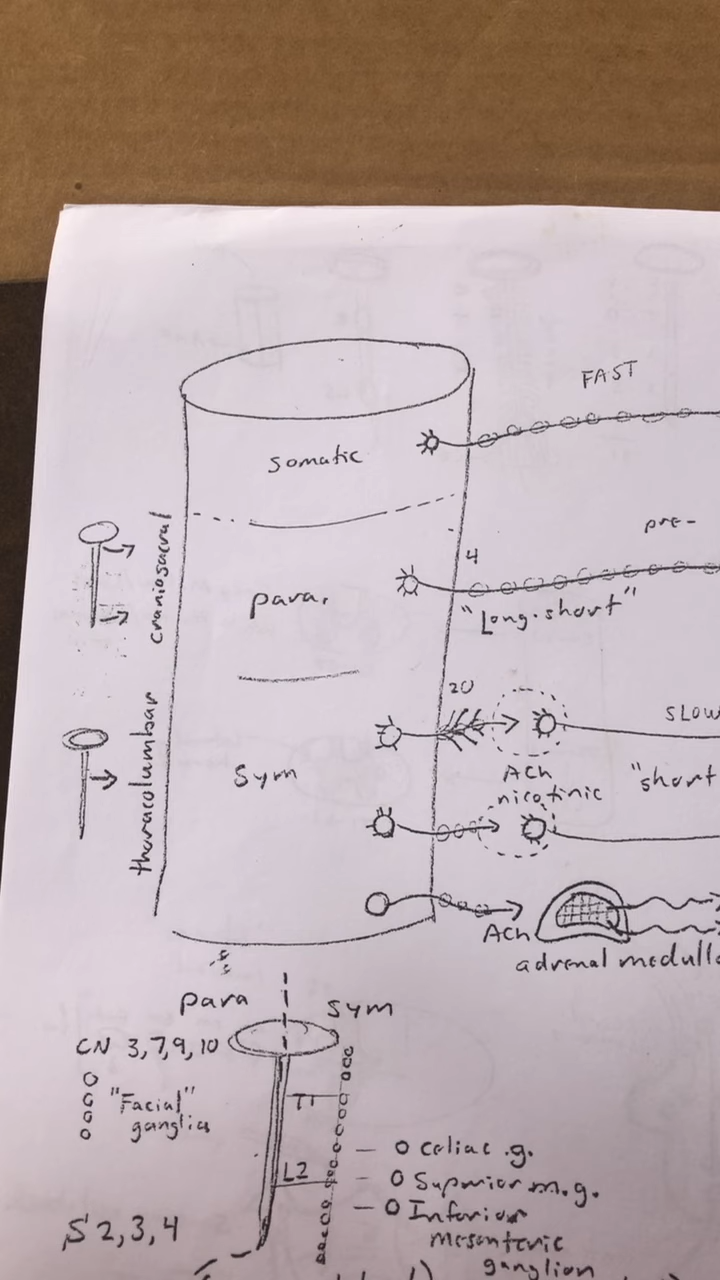 FAST
somatic
pre-
craniosacral
4
para.
"Long-short"
20
SLOW
thoracolumbar
Sym
ACh
nicotinic
"short
ACh
adrenal medulla
para
sym
CN 3,7,9,10
"Facial"
ganglia
T1
L2
celiac g.
Superior m.g.
Inferior
mesenteric
ganglion
S 2,3,4